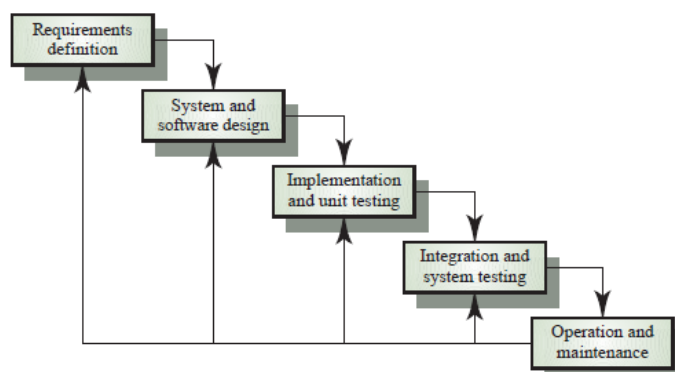 Requirements
definition
System and
software design
Implementation
and unit testing
Integration and
system testing
Operation and
maintenance